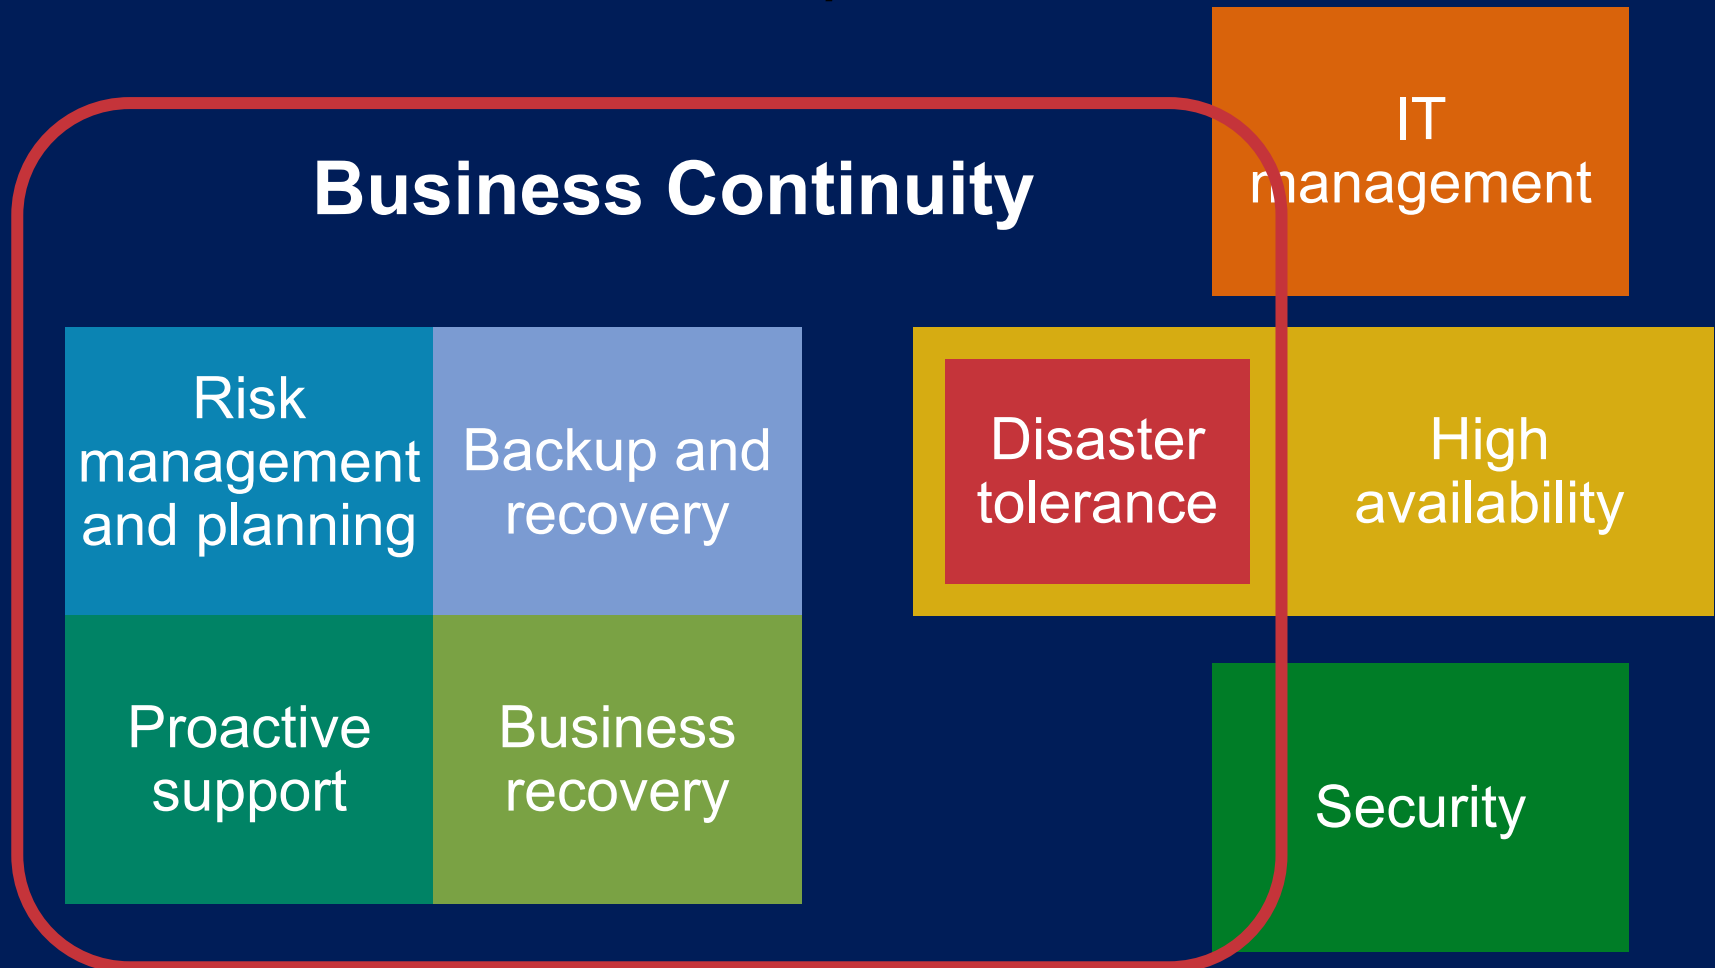 IT
management
Business Continuity
Risk
management
and planning
Backup and
recovery
Disaster
tolerance
High
availability
Proactive
support
Business
recovery
Security